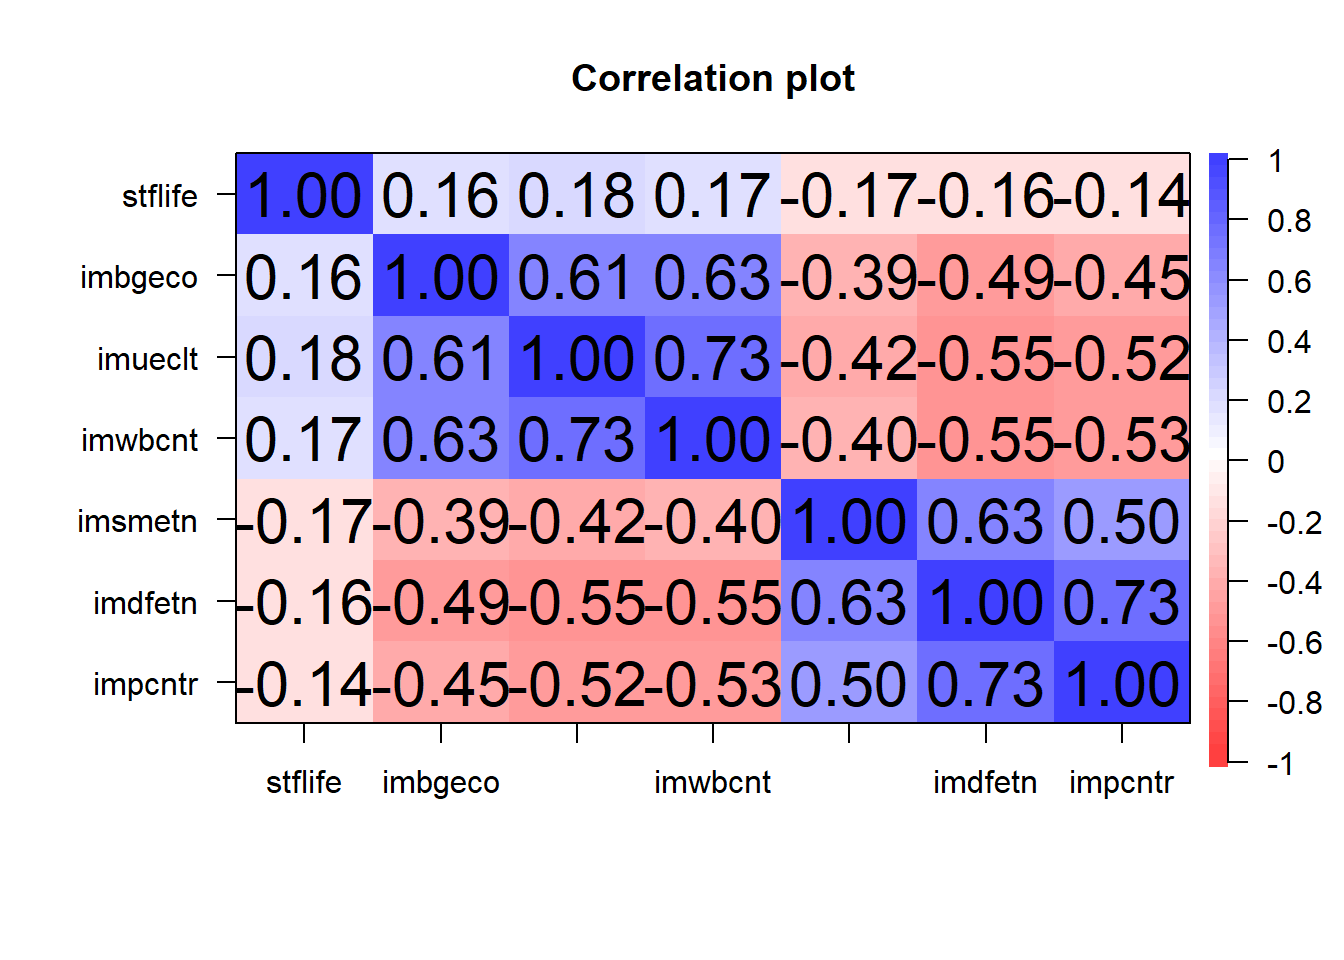 Correlation plot
stflife 1.00 0.16 0.18 0.17 -0.17 -0.16 -0.14
imbgeco 0.16 1.00 0.61 0.63 -0.39 -0.49 -0.45
imueclt 0.18 0.61 1.00 0.73 -0.42 -0.55 -0.52
imwbcnt 0.17 0.63 0.73 1.00 -0.40 -0.55 -0.53
imsmetn -0.17 -0.39 -0.42 -0.40 1.00 0.63 0.50
imdfetn -0.16 -0.49 -0.55 -0.55 0.63 1.00 0.73
impcntr -0.14 -0.45 -0.52 -0.53 0.50 0.73 1.00
stflife imbgeco imwbcnt imdfetn impcntr
1
0.8
0.6
0.4
0.2
0
-0.2
-0.4
-0.6
-0.8
-1